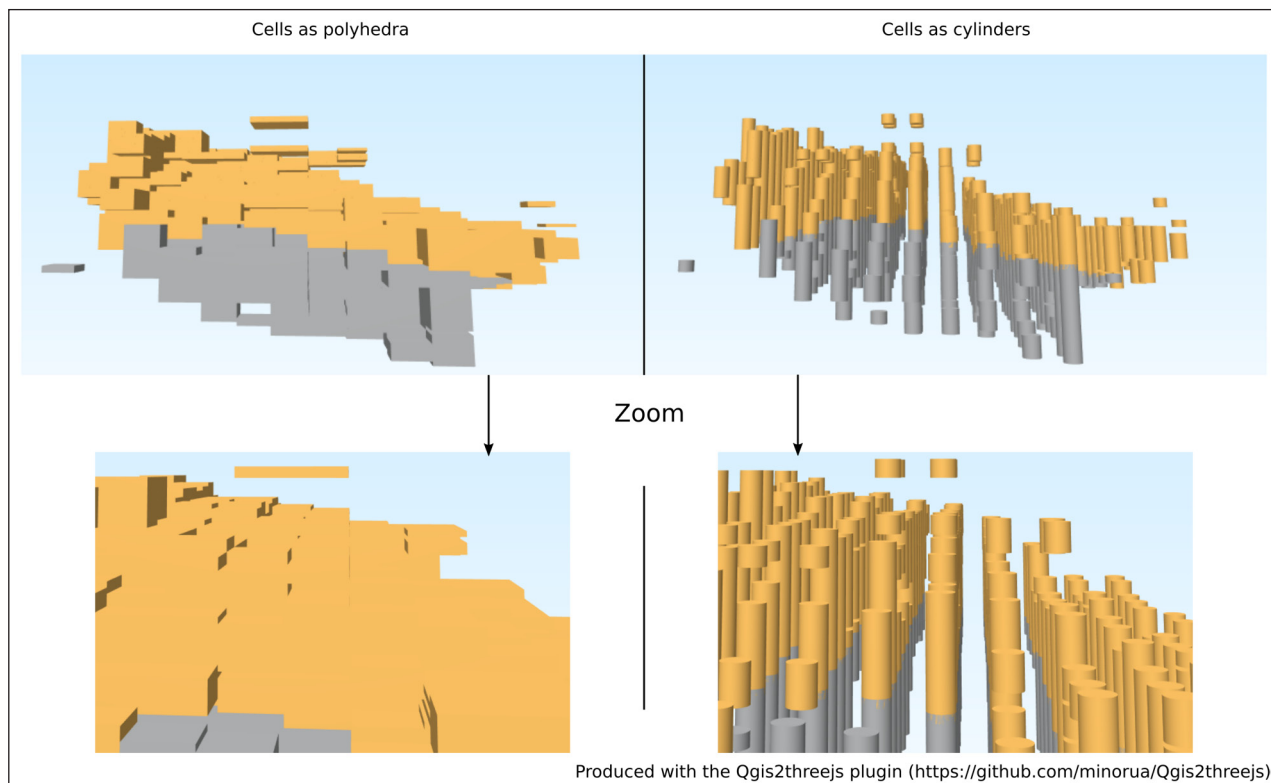 Cells as polyhedra
Cells as cylinders
Zoom
Produced with the Qgis2threejs plugin (https://github.com/minorua/Qgis2threejs)